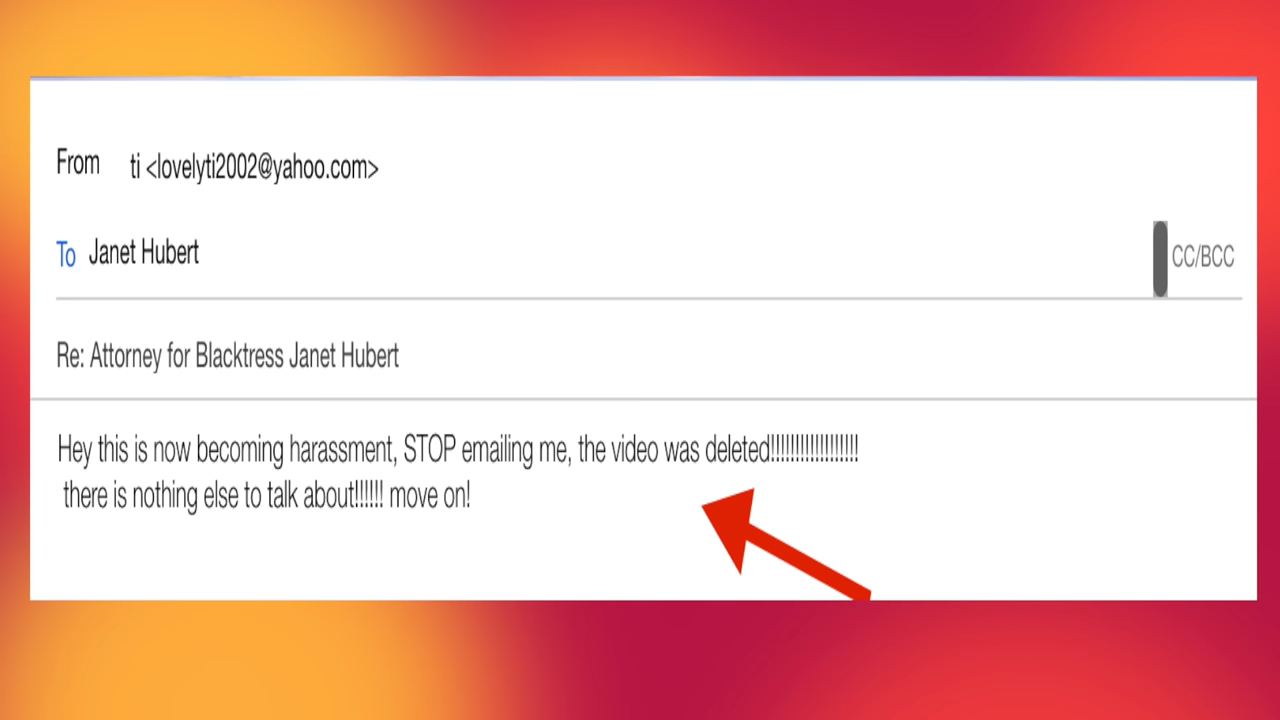 From ti <lovelyti2002@yahoo.com>
To Janet Hubert CC/BCC
Re: Attorney for Blacktress Janet Hubert
Hey this is now becoming harassment, STOP emailing me, the video was deleted!!!!!!!!!!!!!!!!!!
there is nothing else to talk about!!!!!! move on!